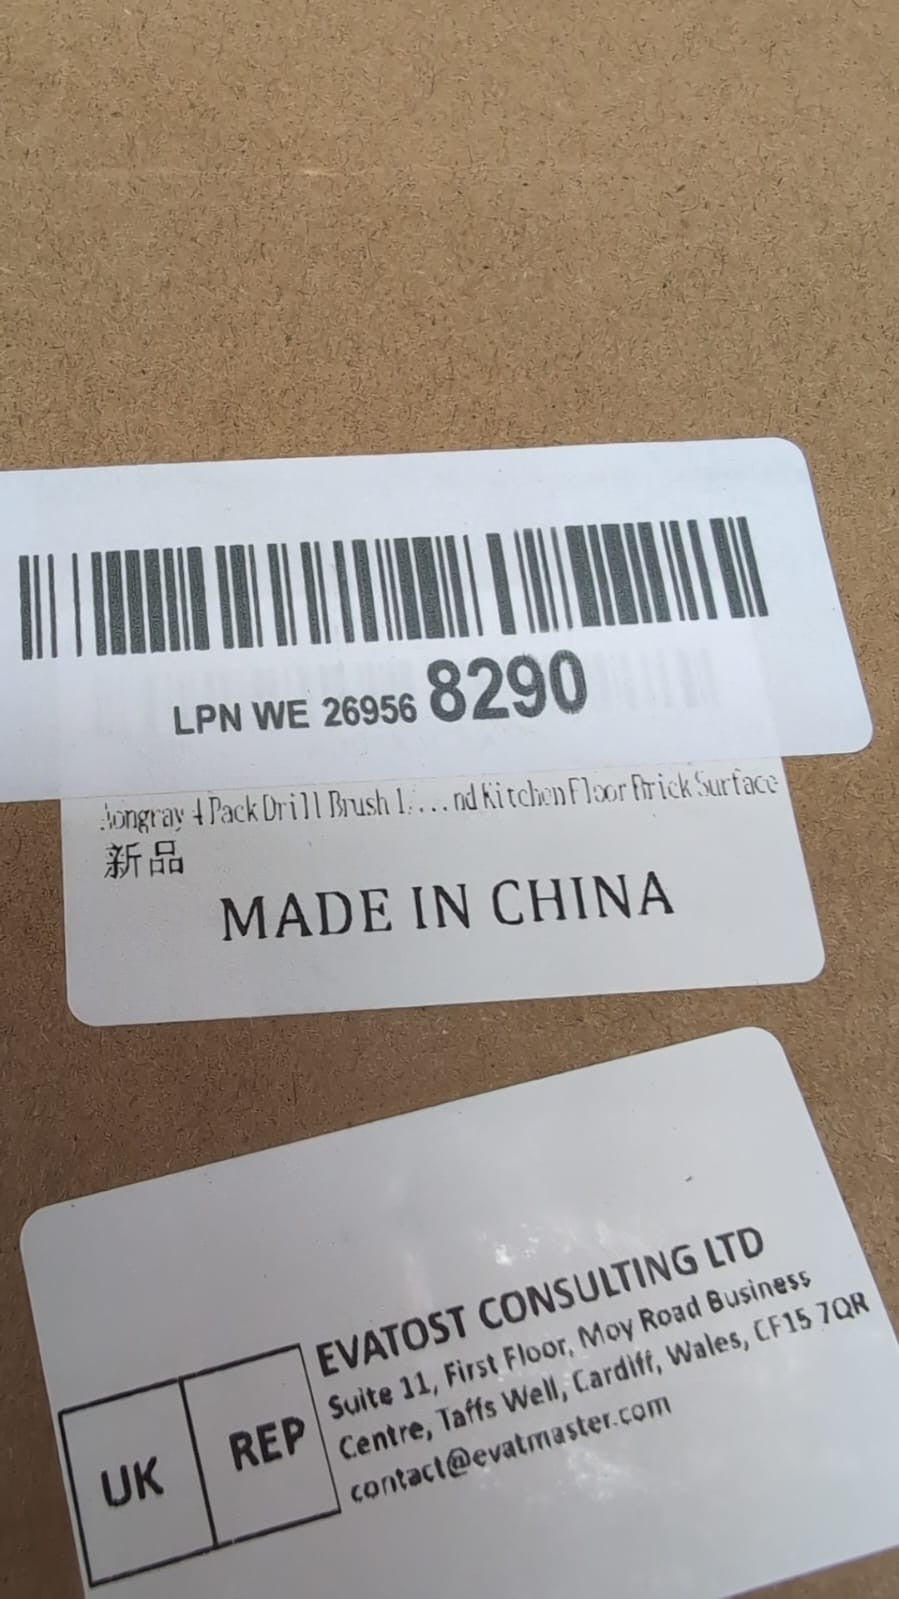 LPN WE 26956 8290
4 Pack Drill Brush 1....nd Kitchen Floor Brick Surface
新品
MADE IN CHINA
EVATOST CONSULTING LTD
Suite 11, First Floor, Moy Road Business
Centre, Taffs Well, Cardiff, Wales, CF15 7QR
contact@evatmaster.com
UK REP